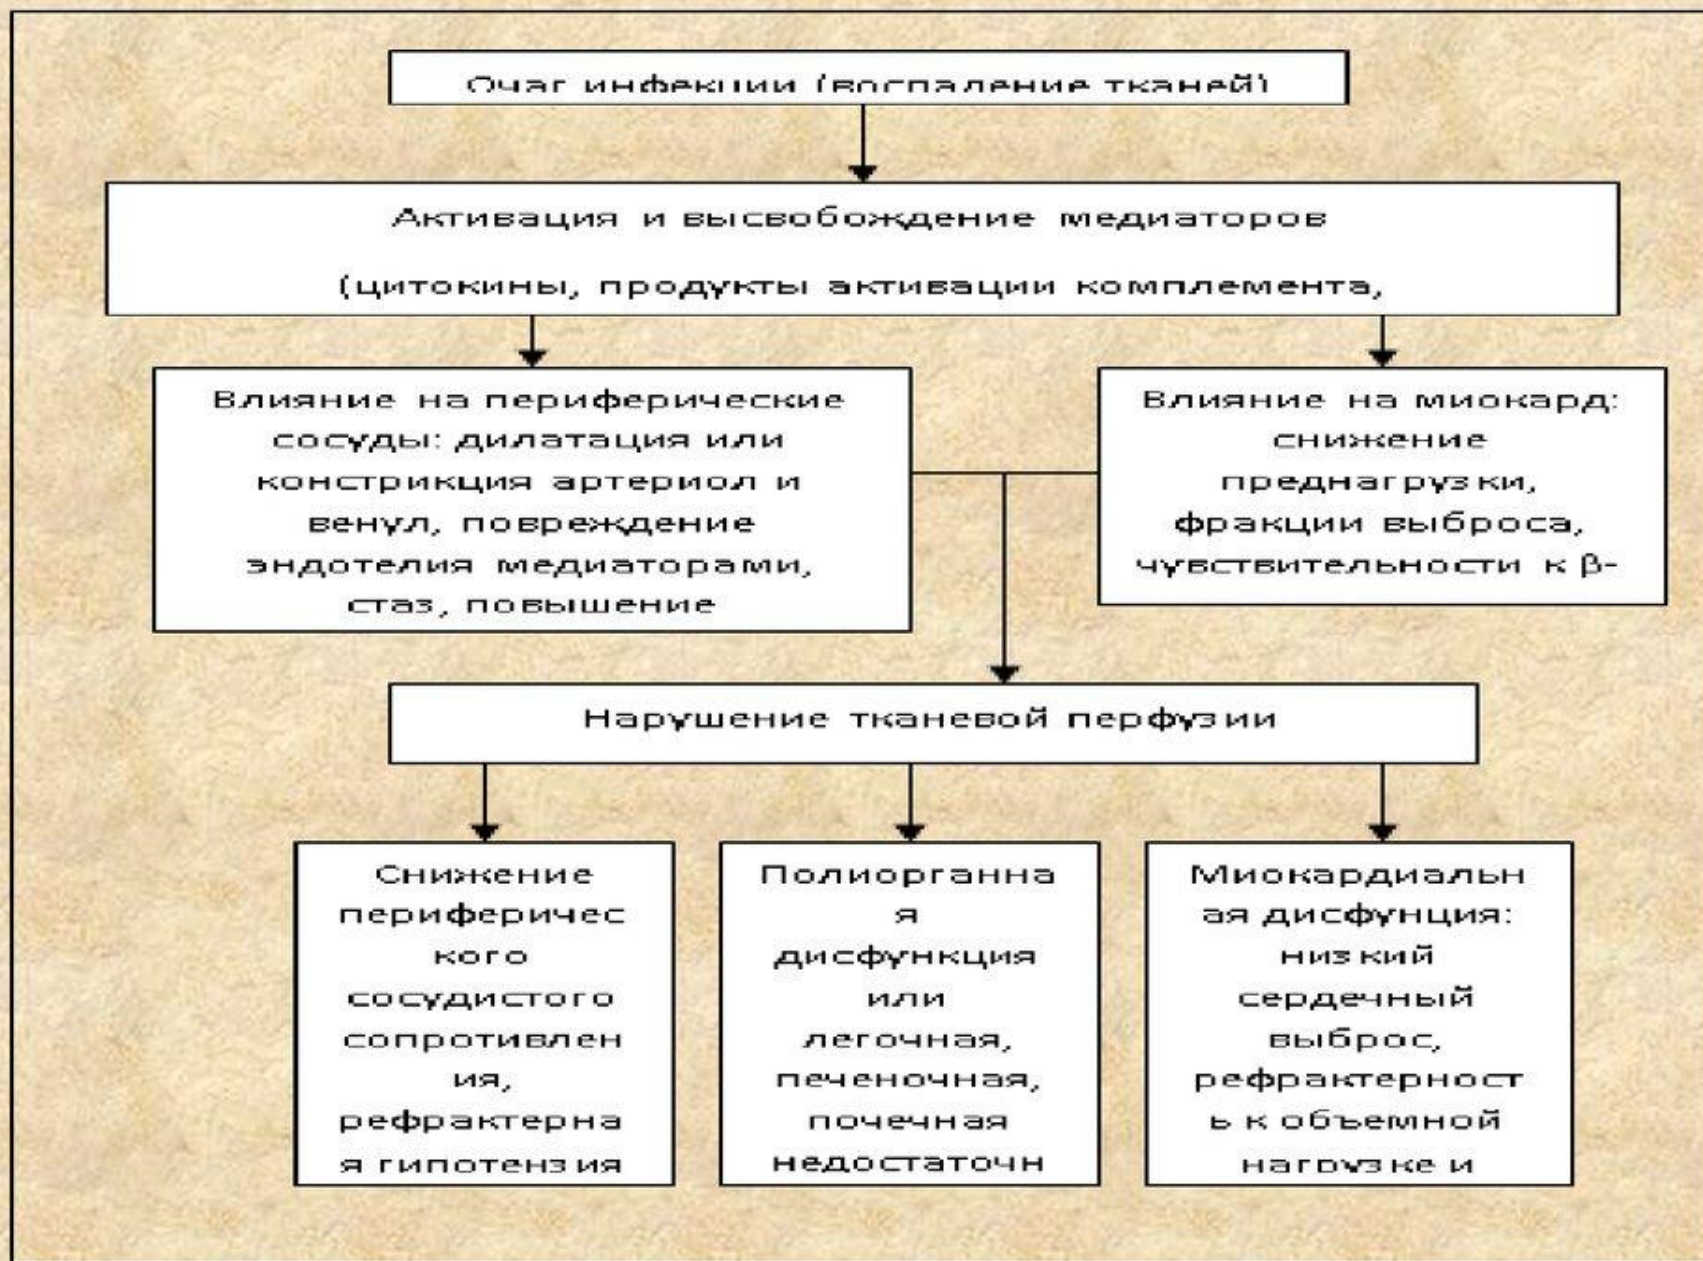 Очаг инфекции (воспаление тканей)
Активация и высвобождение медиаторов
(цитокины, продукты активации комплемента,
Влияние на периферические
сосуды: дилатация или
констрикция артериол и
венул, повреждение
эндотелия медиаторами,
стаз, повышение
Влияние на миокард:
снижение
преднагрузки,
фракции выброса,
чувствительности к β-
Нарушение тканевой перфузии
Снижение
периферичес
кого
сосудистого
сопротивлен
ия,
рефрактерна
я гипотензия
Полиорганна
я
дисфункция
или
легочная,
печеночная,
почечная
недостаточн
Миокардиальн
ая дисфунция:
низкий
сердечный
выброс,
рефрактерност
ь к объемной
нагрузке и